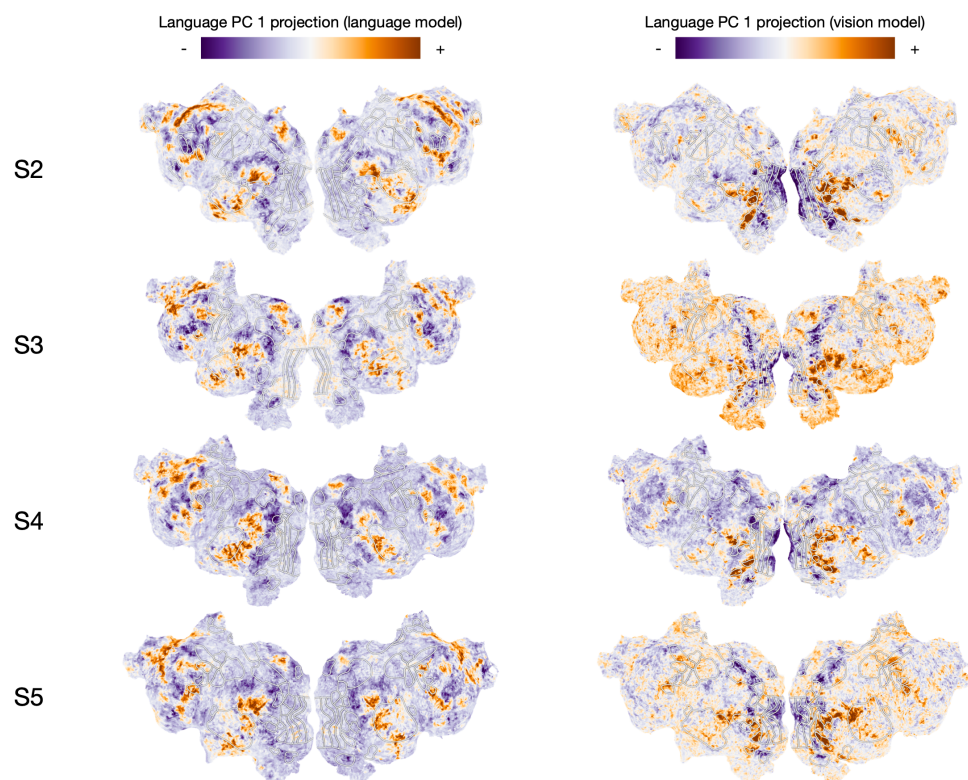 Language PC 1 projection (language model)
- +
Language PC 1 projection (vision model)
- +
S2
S3
S4
S5